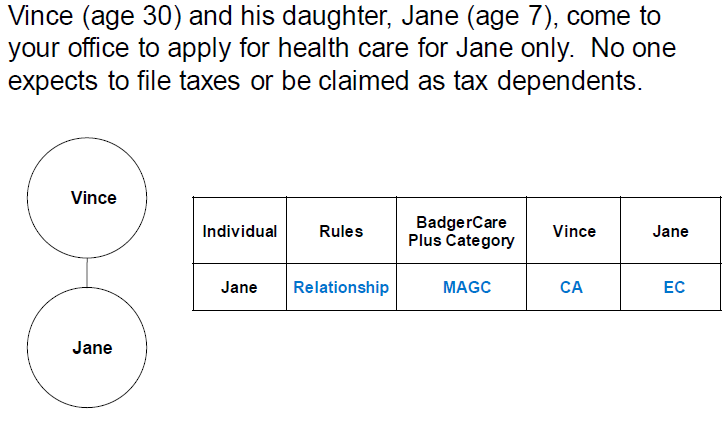 Vince (age 30) and his daughter, Jane (age 7), come to
your office to apply for health care for Jane only.  No one
expects to file taxes or be claimed as tax dependents.
Vince
Jane
Individual Rules BadgerCare Plus Category Vince Jane
Jane Relationship MAGC CA EC